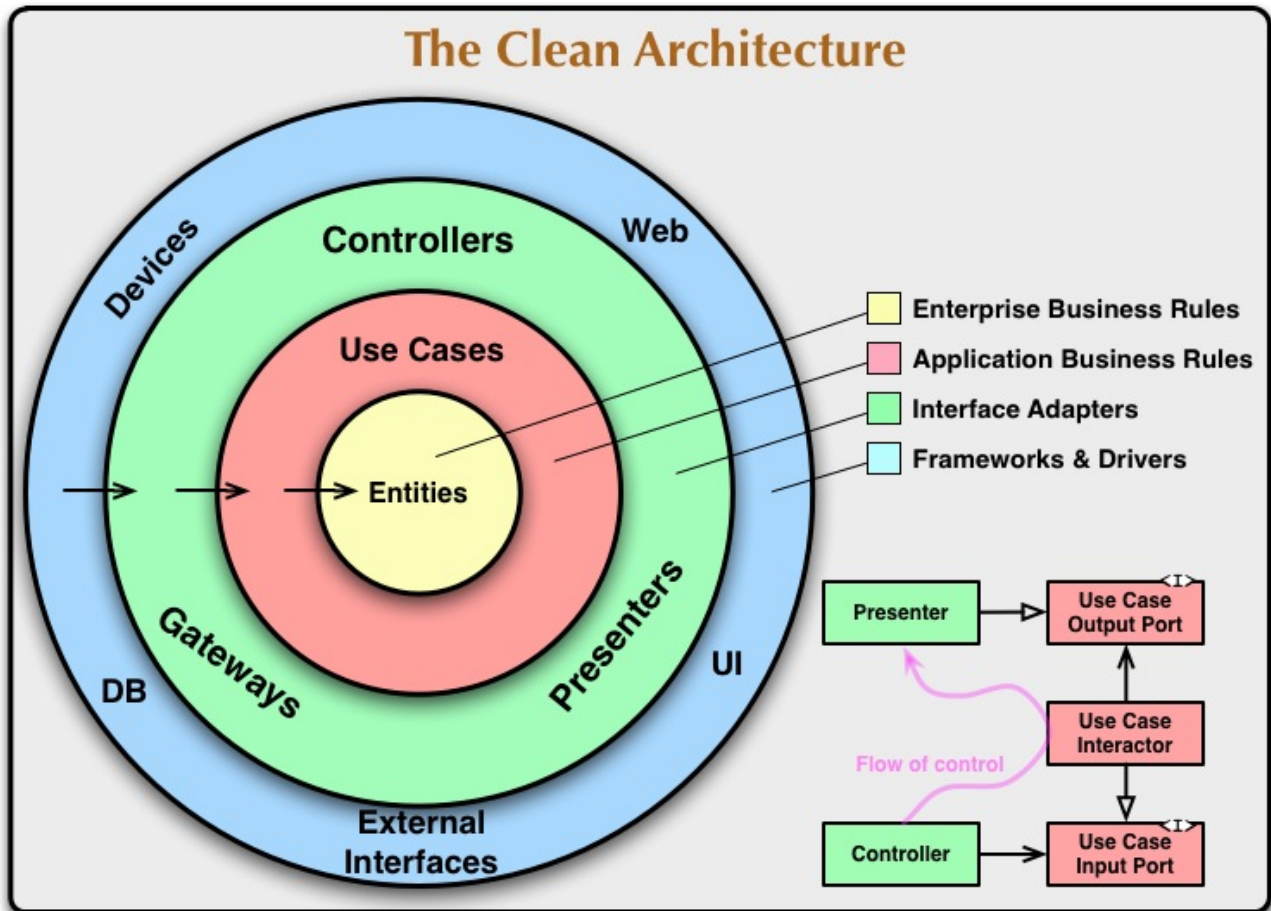 The Clean Architecture
Devices
Web
Controllers
Use Cases
Entities
Gateways
Presenters
DB
UI
External
Interfaces
Enterprise Business Rules
Application Business Rules
Interface Adapters
Frameworks & Drivers
Presenter
<I>
Use Case
Output Port
Use Case
Interactor
Flow of control
Controller
<I>
Use Case
Input Port